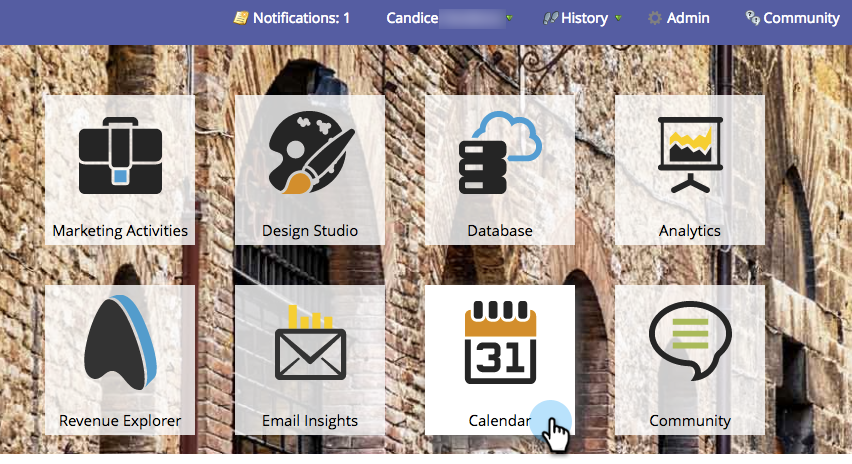 Notifications: 1 Candice History Admin Community
Marketing Activities Design Studio Database Analytics
31
Revenue Explorer Email Insights Calendar Community